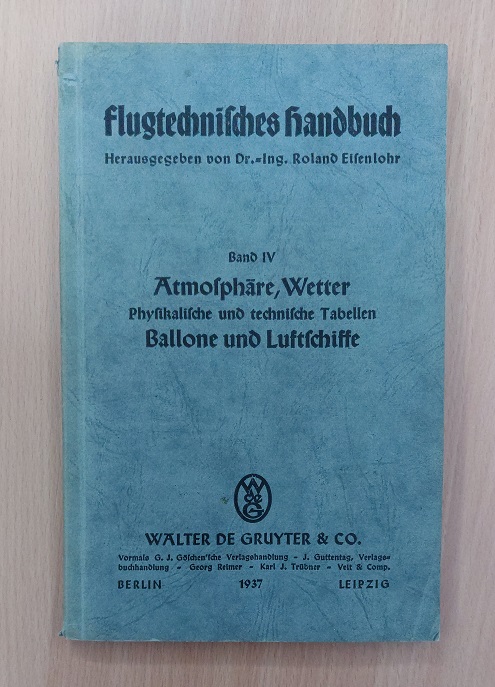 Flugtechniſches Handbuch
Herausgegeben von Dr.=Ing. Roland Eiſenlohr
Band IV
Atmoſphäre, Wetter
Phyſikaliſche und techniſche Tabellen
Ballone und Luftſchiffe
W
de
G
WALTER DE GRUYTER & CO.
Vormals G. J. Göſchen'ſche Verlagshandlung – J. Guttentag, Verlags=
buchhandlung – Georg Reimer – Karl J. Trübner – Veit & Comp.
BERLIN 1937 LEIPZIG